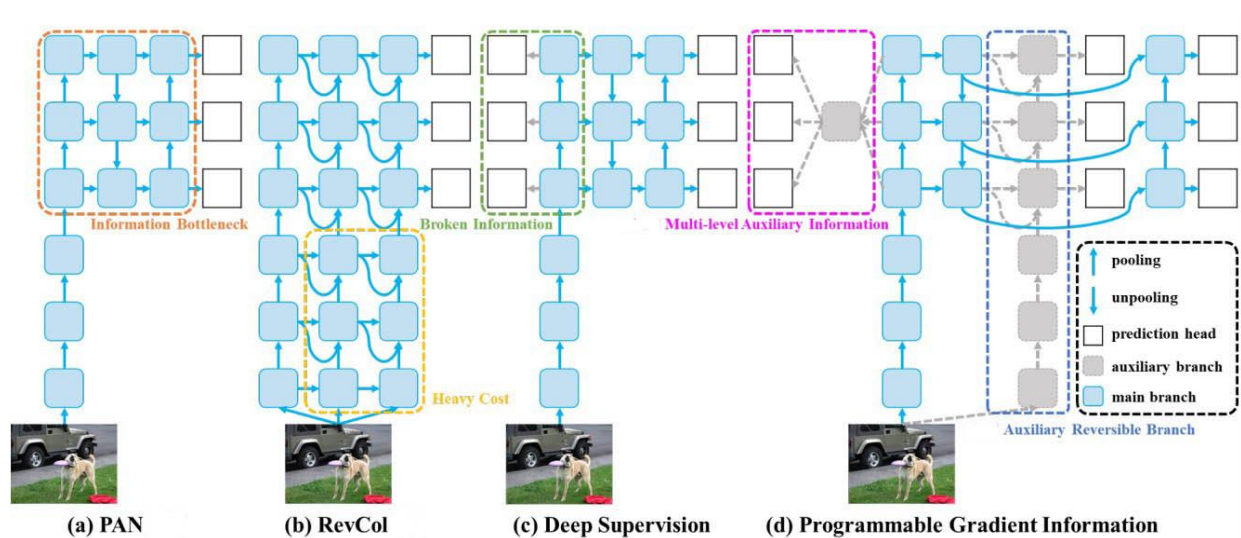 Information Bottleneck
Broken Information
Multi-level Auxiliary Information
Heavy Cost
Auxiliary Reversible Branch
pooling
unpooling
prediction head
auxiliary branch
main branch
(a) PAN
(b) RevCol
(c) Deep Supervision
(d) Programmable Gradient Information